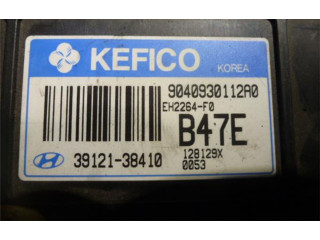 KEFICO
KOREA
9040930112A0
EH2264-F0
B47E
39121-38410
128129X
0053